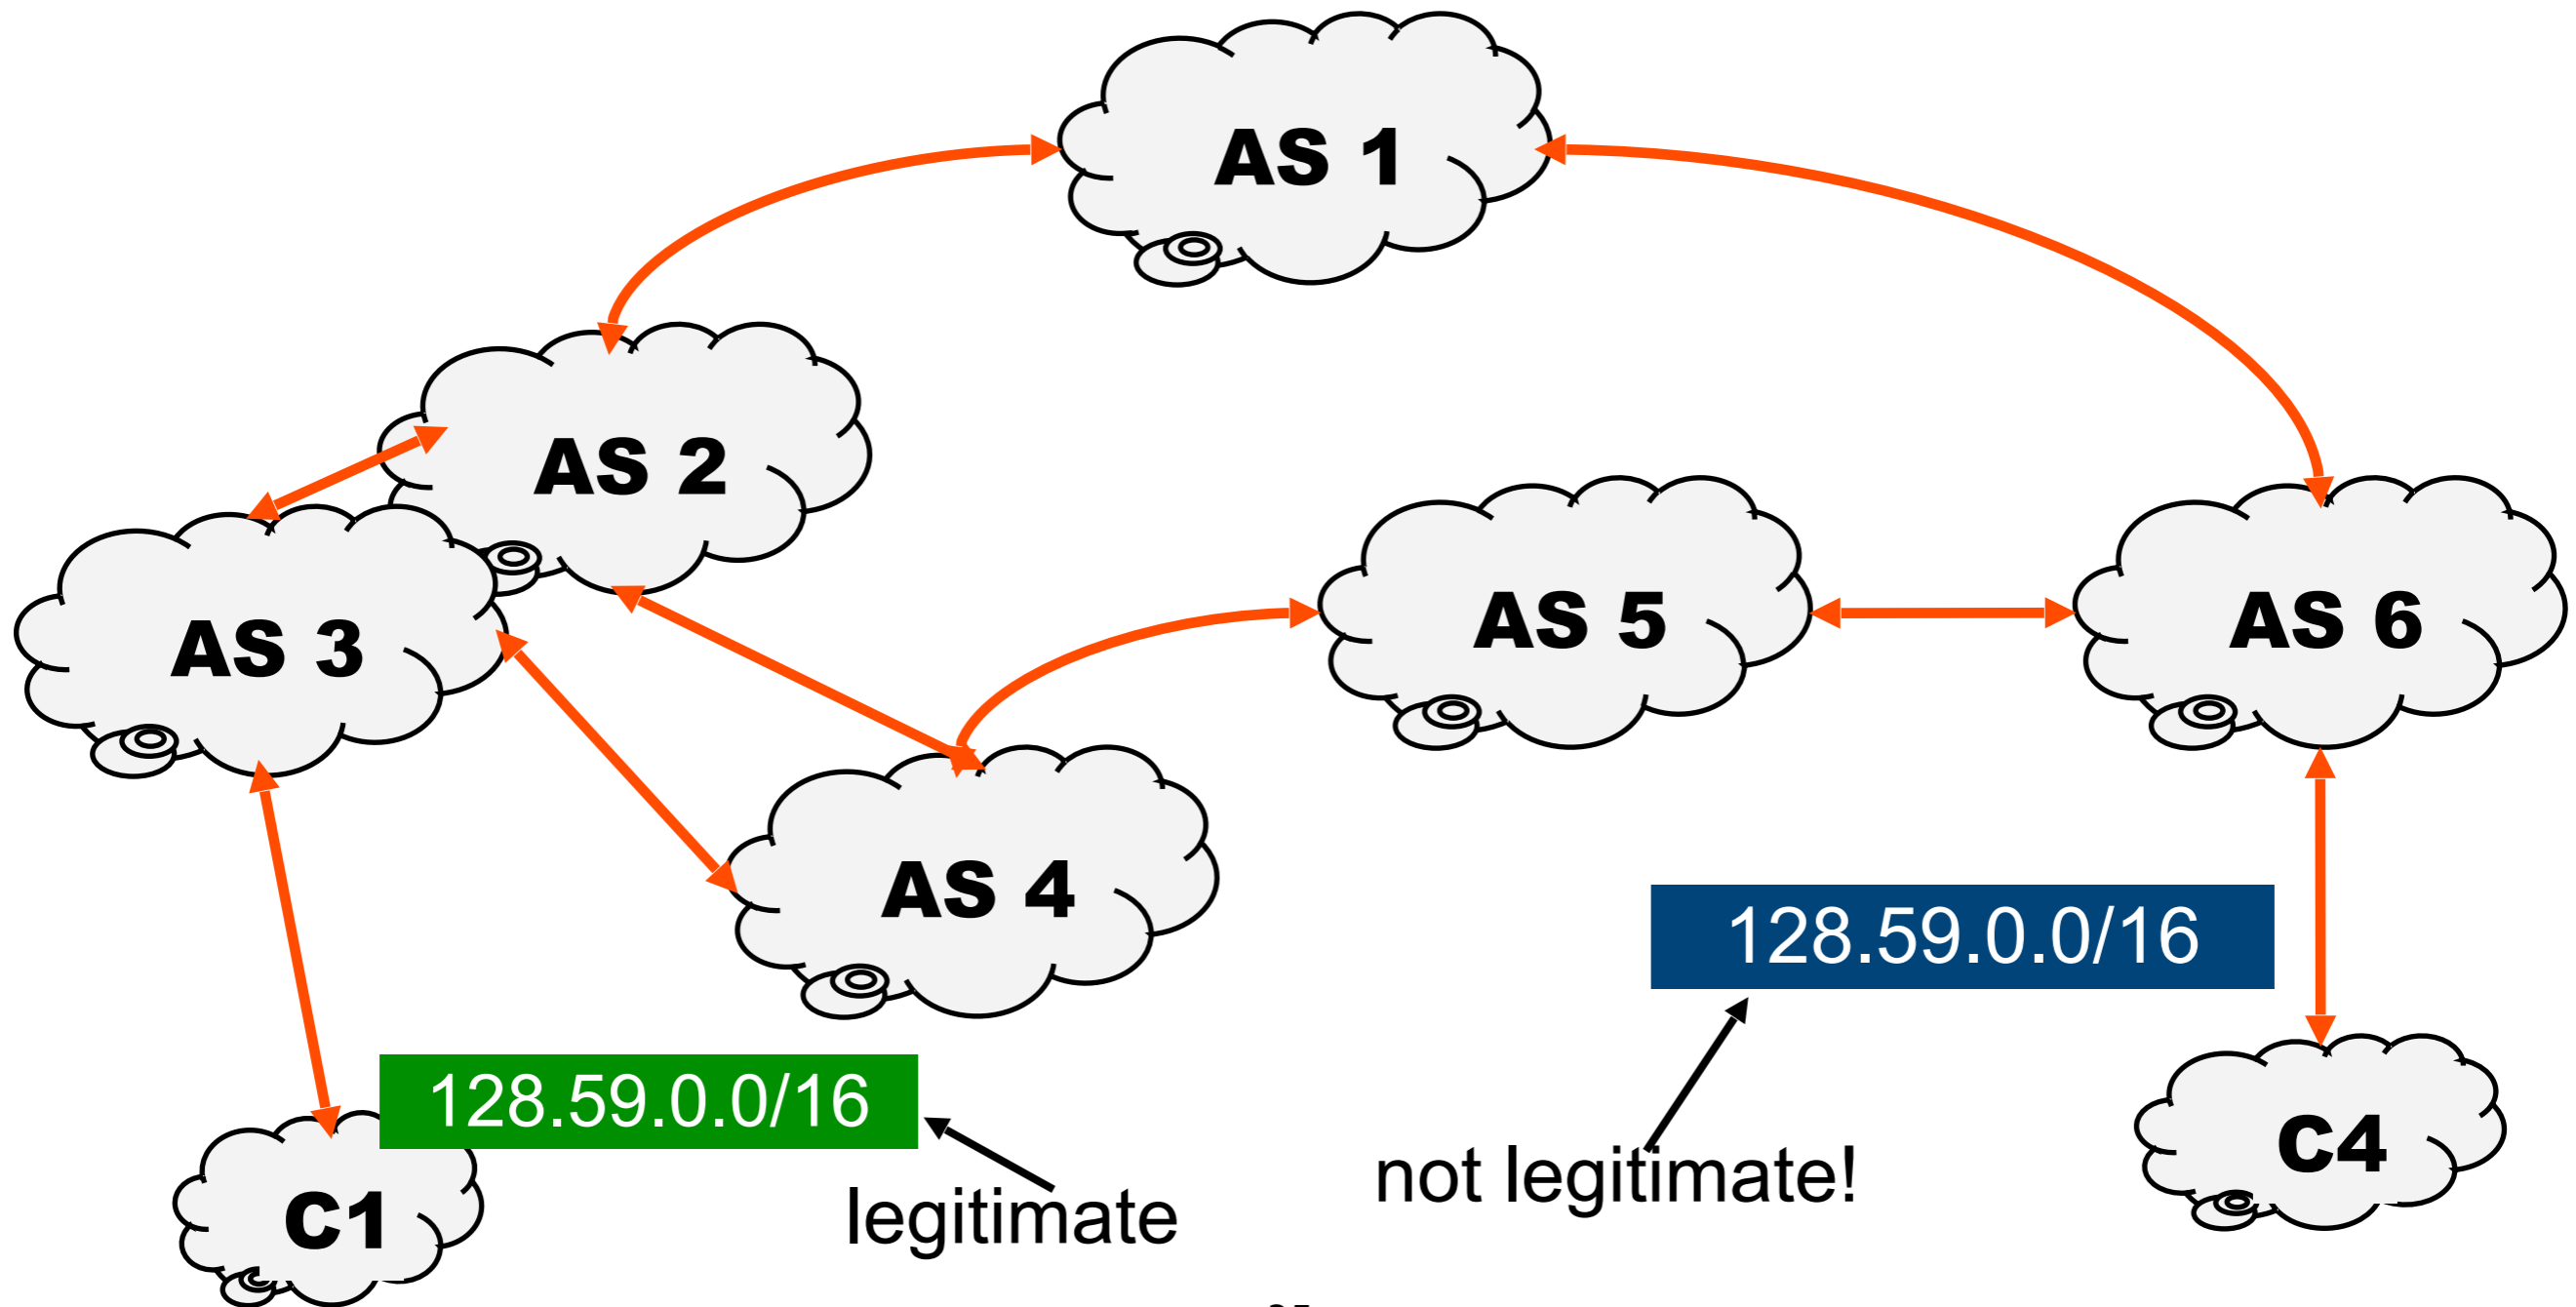 AS 1
AS 2
AS 3
AS 5
AS 6
AS 4
128.59.0.0/16
128.59.0.0/16
not legitimate!
legitimate
C4
C1